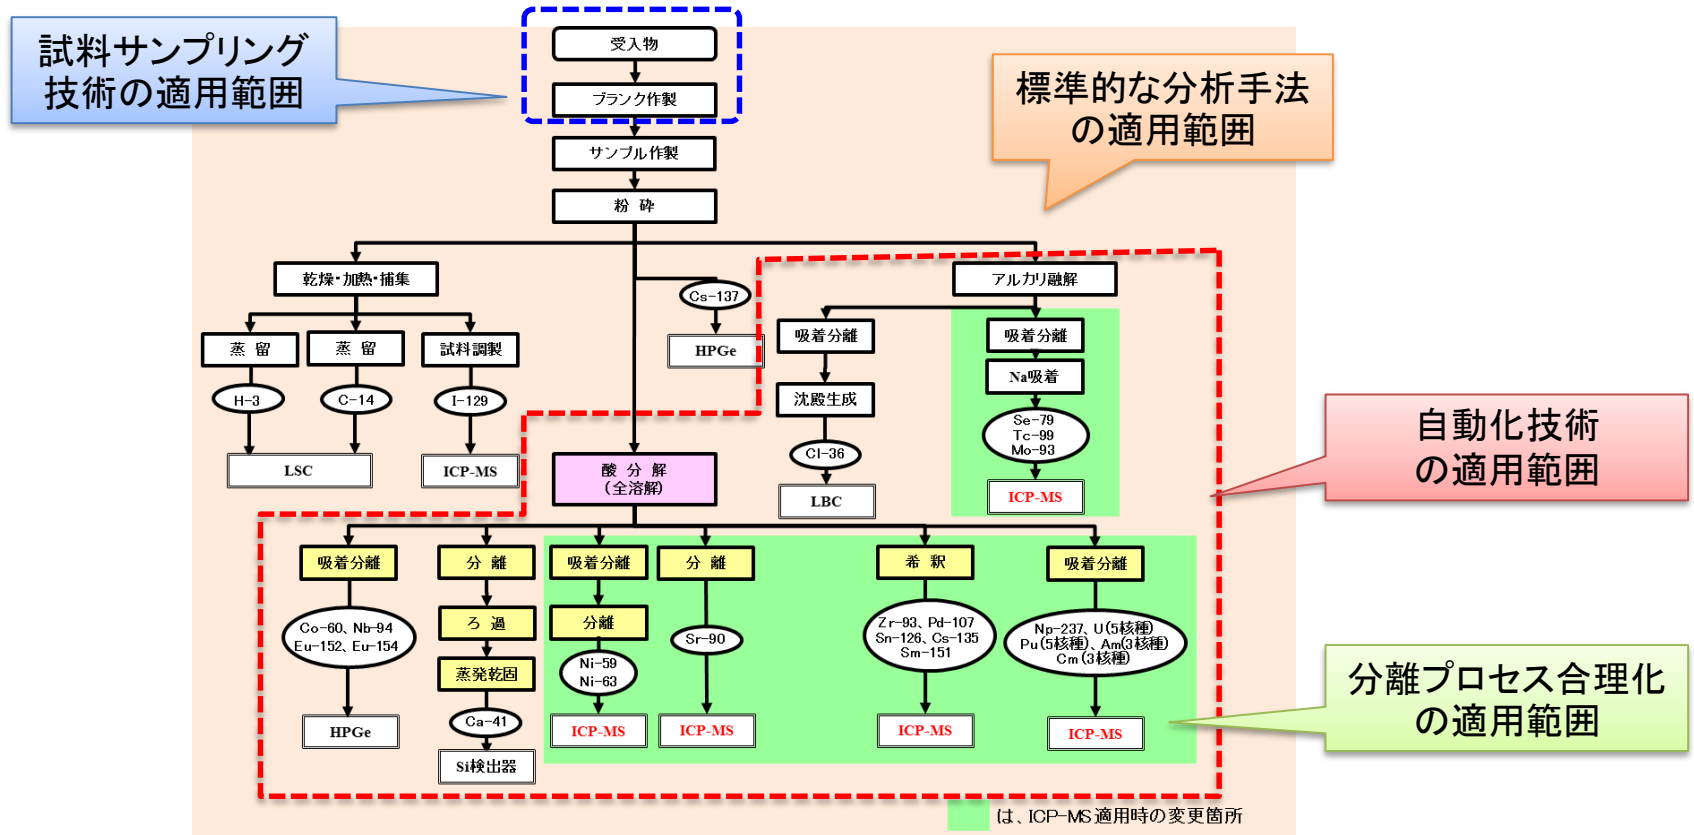 試料サンプリング
技術の適用範囲
受入物
ブランク作製
サンプル作製
粉 砕
標準的な分析手法
の適用範囲
乾燥・加熱・捕集
Cs-137
HPGe
アルカリ融解
蒸 留
蒸 留
試料調製
H-3
C-14
I-129
LSC
ICP-MS
吸着分離
沈殿生成
Cl-36
LBC
吸着分離
Na吸着
Se-79
Tc-99
Mo-93
ICP-MS
自動化技術
の適用範囲
酸 分 解
(全溶解)
吸着分離
Co-60、Nb-94
Eu-152、Eu-154
HPGe
分 離
ろ 過
蒸発乾固
Ca-41
Si検出器
吸着分離
分離
Ni-59
Ni-63
ICP-MS
分 離
Sr-90
ICP-MS
希 釈
Zr-93、Pd-107
Sn-126、Cs-135
Sm-151
ICP-MS
吸着分離
Np-237、U(5核種)
Pu(5核種)、Am(3核種)
Cm(3核種)
ICP-MS
分離プロセス合理化
の適用範囲
は、ICP-MS適用時の変更箇所